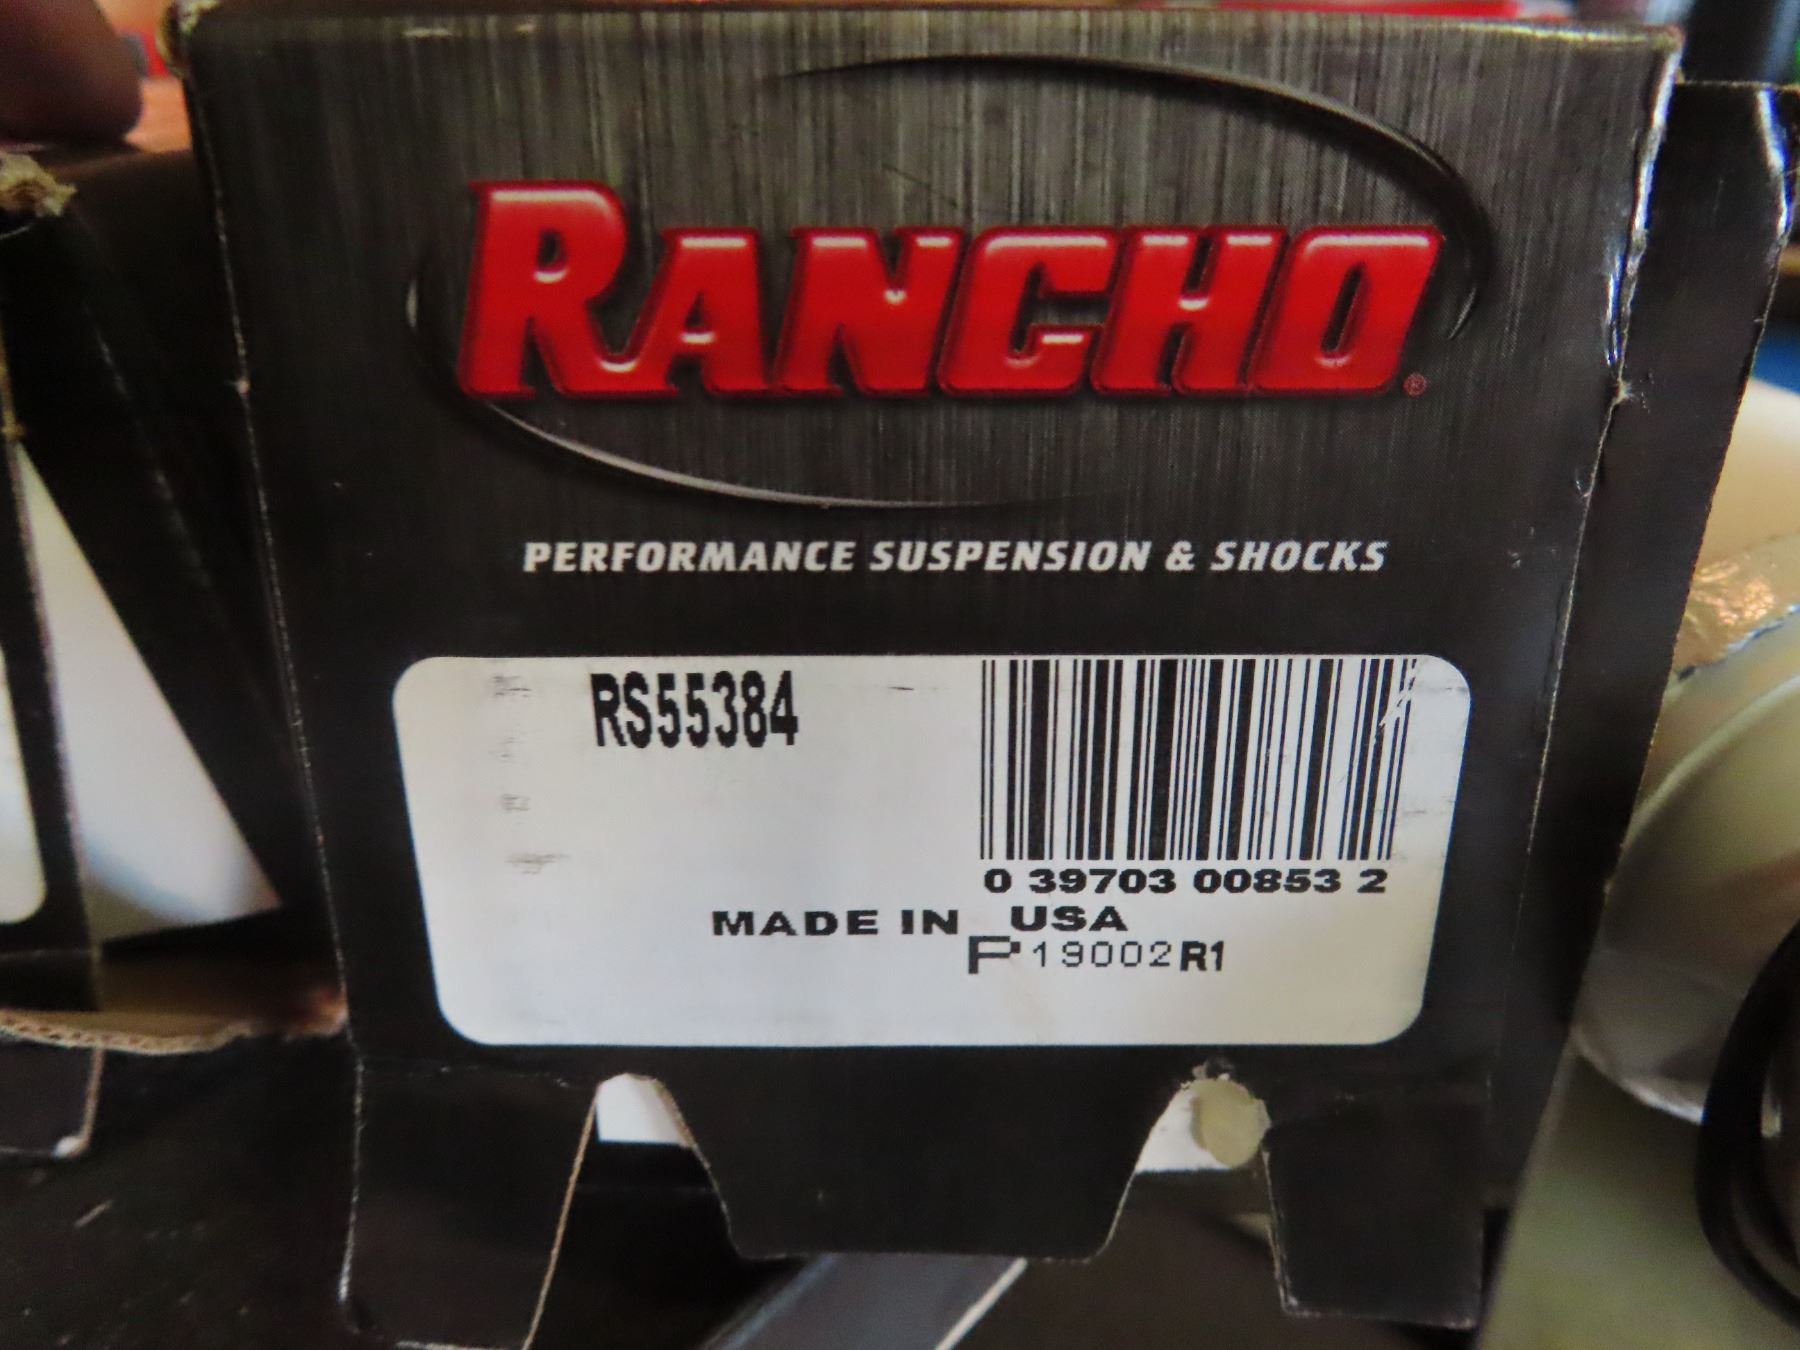 RANCHO®
PERFORMANCE SUSPENSION & SHOCKS
RS55384
0 39703 00853 2
MADE IN USA
P19002R1